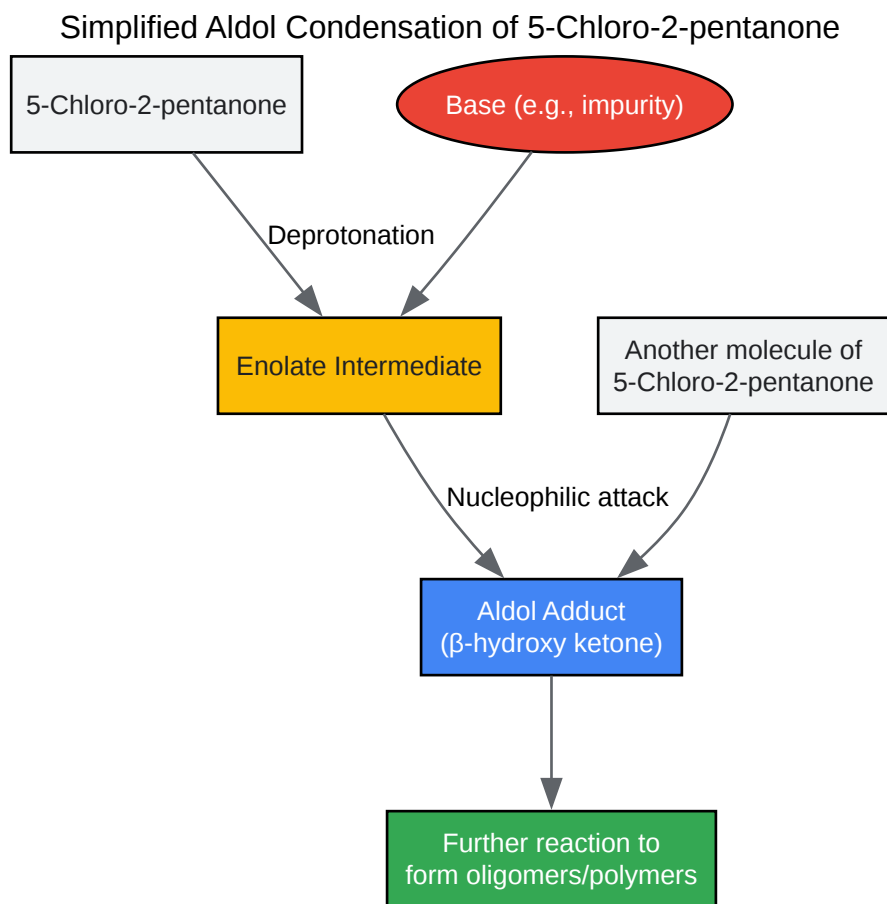 Simplified Aldol Condensation of 5-Chloro-2-pentanone
5-Chloro-2-pentanone
Base (e.g., impurity)
Deprotonation
Enolate Intermediate
Another molecule of
5-Chloro-2-pentanone
Nucleophilic attack
Aldol Adduct
(β-hydroxy ketone)
Further reaction to
form oligomers/polymers